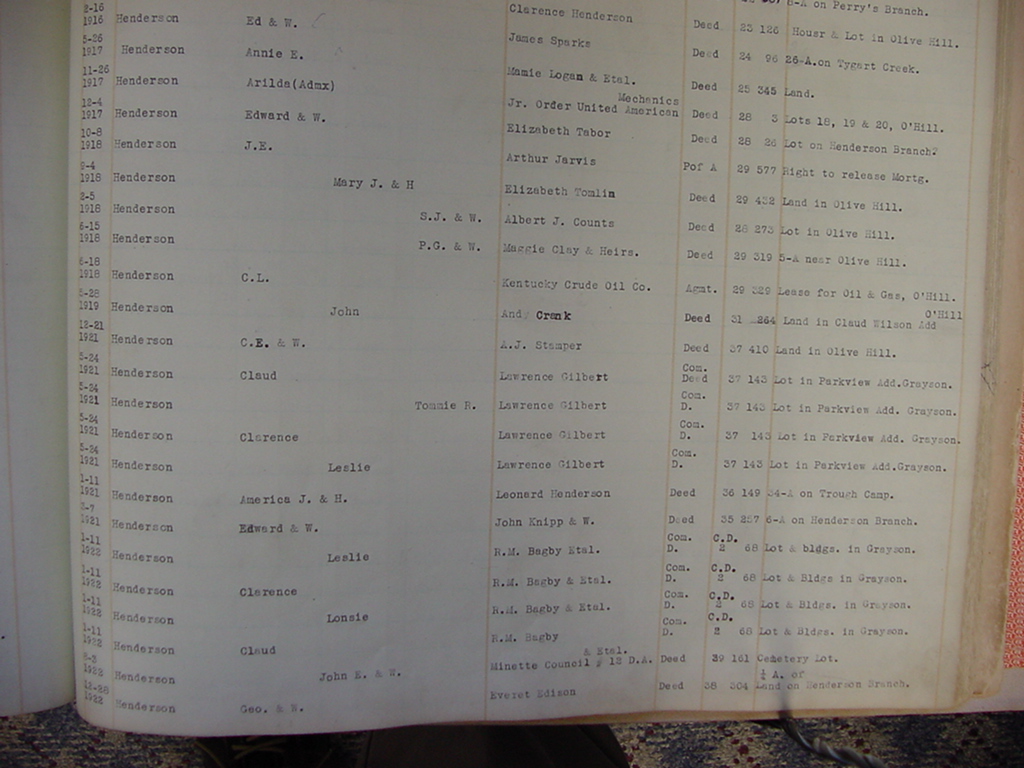 2-16
1916 Henderson Ed & W. Clarence Henderson Deed 23 126 House & Lot in Olive Hill.
8-A on Perry's Branch.
5-26
1917 Henderson Annie E. James Sparks Deed 24 96 26-A.on Tygart Creek.
11-26
1917 Henderson Arilda(Admx) Mamie Logan & Etal. Deed 25 345 Land.
12-4 Mechanics
1917 Henderson Edward & W. Jr. Order United American Deed 28 3 Lots 18, 19 & 20, O'Hill.
10-8
1918 Henderson J.E. Elizabeth Tabor Deed 28 26 Lot on Henderson Branch?
9-4
1918 Henderson Mary J. & H Arthur Jarvis Pof A 29 577 Right to release Mortg.
2-5
1918 Henderson S.J. & W. Elizabeth Tomlin Deed 29 432 Land in Olive Hill.
6-15
1918 Henderson P.G. & W. Albert J. Counts Deed 28 273 Lot in Olive Hill.
6-18
1918 Henderson C.L. Maggie Clay & Heirs. Deed 29 319 5-A near Olive Hill.
5-28
1919 Henderson John Kentucky Crude Oil Co. Agmt. 29 329 Lease for Oil & Gas, O'Hill.
12-21 O'Hill
1921 Henderson C.E. & W. Andy Crank Deed 31 264 Land in Claud Wilson Add
5-24
1921 Henderson Claud A.J. Stamper Deed 37 410 Land in Olive Hill.
5-24 Com.
1921 Henderson Tommie R. Lawrence Gilbert Deed 37 143 Lot in Parkview Add.Grayson.
5-24 Com.
1921 Henderson Clarence Lawrence Gilbert D. 37 143 Lot in Parkview Add. Grayson.
5-24 Com.
1921 Henderson Leslie Lawrence Gilbert D. 37 143 Lot in Parkview Add. Grayson.
1-11 Com.
1921 Henderson America J. & H. Lawrence Gilbert D. 37 143 Lot in Parkview Add.Grayson.
1921 Henderson Edward & W. Leonard Henderson Deed 36 149 34-A on Trough Camp.
1-11
1922 Henderson Leslie John Knipp & W. Deed 35 257 6-A on Henderson Branch.
1-11 Com. C.D.
1922 Henderson Clarence R.M. Bagby Etal. D. 2 68 Lot & bldgs. in Grayson.
1-11 Com. C.D.
1922 Henderson Lonsie R.M. Bagby & Etal. D. 2 68 Lot & Bldgs in Grayson.
1-11 Com. C.D.
1922 Henderson Claud R.M. Bagby & Etal. D. 2 68 Lot & Bldgs. in Grayson.
Com. C.D.
1922 Henderson John E. & W. R.M. Bagby & Etal. D. 2 68 Lot & Bldgs. in Grayson.
12-28
1922 Henderson Geo. & W. Minette Council # 12 D.A. Deed 39 161 Cemetery Lot.
½ A. of
Everet Edison Deed 38 304 Land on Henderson Branch.